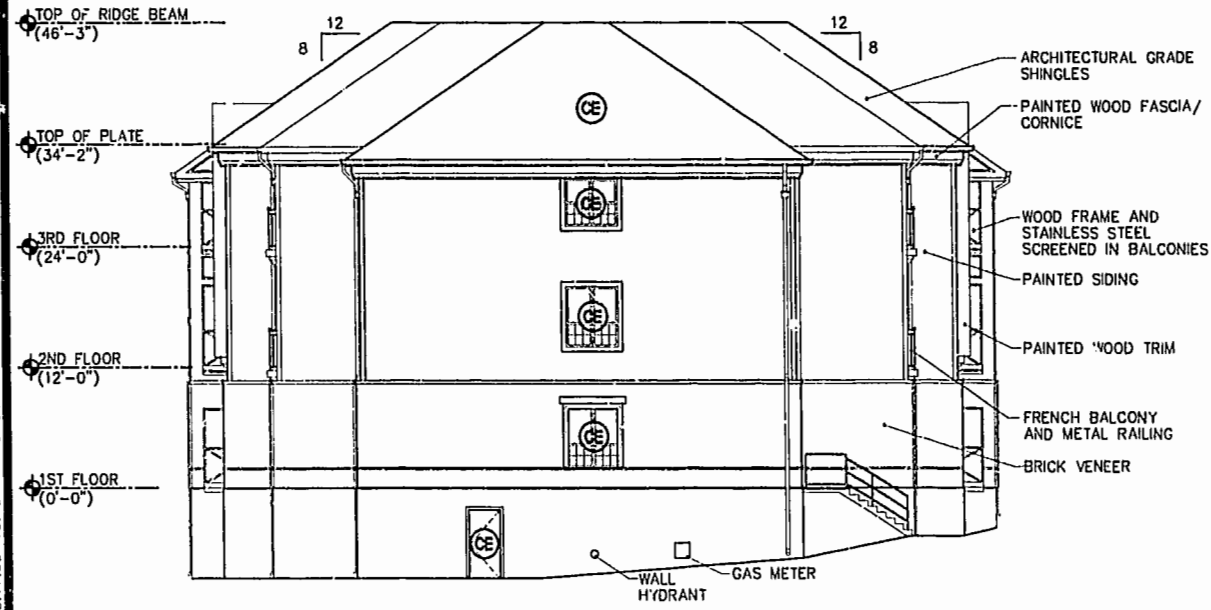 TOP OF RIDGE BEAM
(46'-3")
12
8
12
8
ARCHITECTURAL GRADE
SHINGLES
PAINTED WOOD FASCIA/
CORNICE
CE
TOP OF PLATE
(34'-2")
CE
3RD FLOOR
(24'-0")
WOOD FRAME AND
STAINLESS STEEL
SCREENED IN BALCONIES
PAINTED SIDING
CE
PAINTED WOOD TRIM
2ND FLOOR
(12'-0")
FRENCH BALCONY
AND METAL RAILING
CE
BRICK VENEER
1ST FLOOR
(0'-0")
CE
WALL
HYDRANT
GAS METER